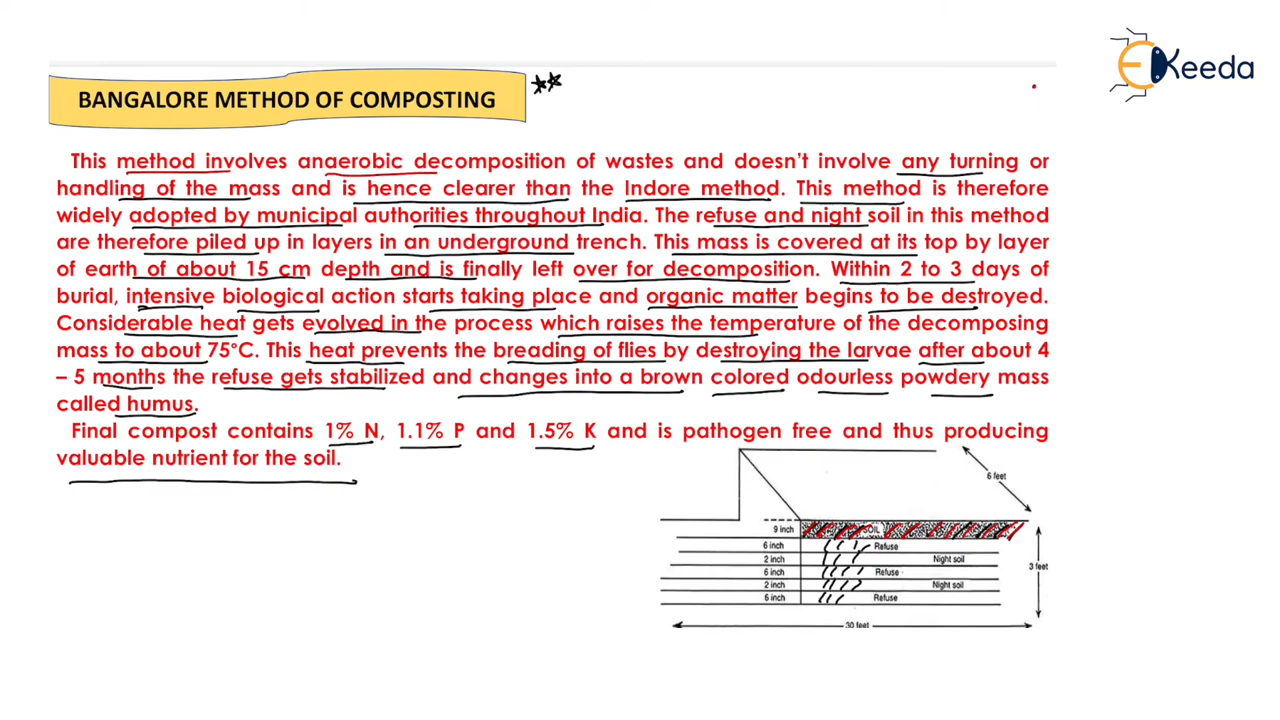 EKeeda
BANGALORE METHOD OF COMPOSTING
This method involves anaerobic decomposition of wastes and doesn't involve any turning or
handling of the mass and is hence clearer than the Indore method. This method is therefore
widely adopted by municipal authorities throughout India. The refuse and night soil in this method
are therefore piled up in layers in an underground trench. This mass is covered at its top by layer
of earth of about 15 cm depth and is finally left over for decomposition. Within 2 to 3 days of
burial, intensive biological action starts taking place and organic matter begins to be destroyed.
Considerable heat gets evolved in the process which raises the temperature of the decomposing
mass to about 75°C. This heat prevents the breading of flies by destroying the larvae after about 4
– 5 months the refuse gets stabilized and changes into a brown colored odourless powdery mass
called humus.
Final compost contains 1% N, 1.1% P and 1.5% K and is pathogen free and thus producing
valuable nutrient for the soil.
6 feet
9 inch SOIL
6 inch Refuse
2 inch Night soil
6 inch Refuse
2 inch Night soil
6 inch Refuse
3 feet
30 feet